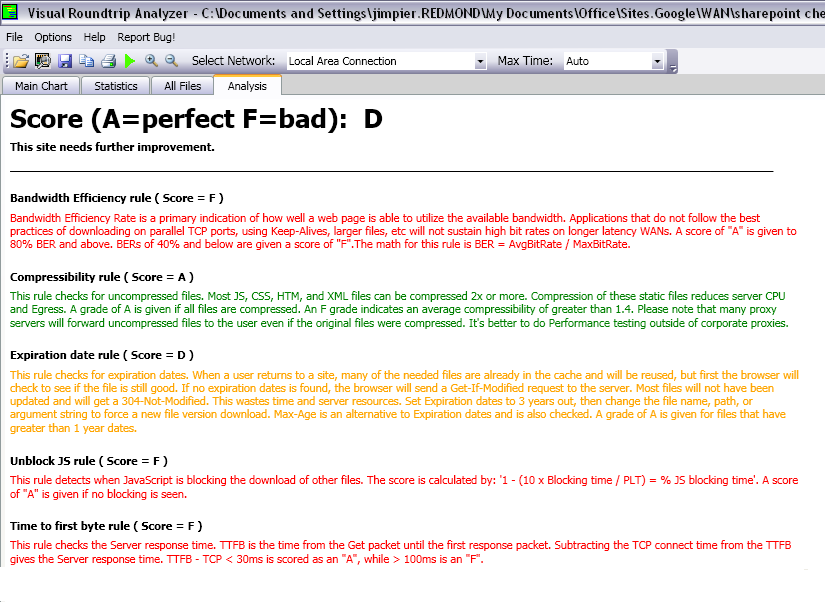 Visual Roundtrip Analyzer - C:\Documents and Settings\jimpier.REDMOND\My Documents\Office\Sites.Google\WAN\sharepoint che
File Options Help Report Bug!
Select Network: Local Area Connection Max Time: Auto
Main Chart Statistics All Files Analysis
Score (A=perfect F=bad): D
This site needs further improvement.
Bandwidth Efficiency rule ( Score = F )
Bandwidth Efficiency Rate is a primary indication of how well a web page is able to utilize the available bandwidth. Applications that do not follow the best
practices of downloading on parallel TCP ports, using Keep-Alives, larger files, etc will not sustain high bit rates on longer latency WANs. A score of "A" is given to
80% BER and above. BERs of 40% and below are given a score of "F".The math for this rule is BER = AvgBitRate / MaxBitRate.
Compressibility rule ( Score = A )
This rule checks for uncompressed files. Most JS, CSS, HTM, and XML files can be compressed 2x or more. Compression of these static files reduces server CPU
and Egress. A grade of A is given if all files are compressed. An F grade indicates an average compressibility of greater than 1.4. Please note that many proxy
servers will forward uncompressed files to the user even if the original files were compressed. It's better to do Performance testing outside of corporate proxies.
Expiration date rule ( Score = D )
This rule checks for expiration dates. When a user returns to a site, many of the needed files are already in the cache and will be reused, but first the browser will
check to see if the file is still good. If no expiration dates is found, the browser will send a Get-If-Modified request to the server. Most files will not have been
updated and will get a 304-Not-Modified. This wastes time and server resources. Set Expiration dates to 3 years out, then change the file name, path, or
argument string to force a new file version download. Max-Age is an alternative to Expiration dates and is also checked. A grade of A is given for files that have
greater than 1 year dates.
Unblock JS rule ( Score = F )
This rule detects when JavaScript is blocking the download of other files. The score is calculated by: '1 - (10 x Blocking time / PLT) = % JS blocking time'. A score
of "A" is given if no blocking is seen.
Time to first byte rule ( Score = F )
This rule checks the Server response time. TTFB is the time from the Get packet until the first response packet. Subtracting the TCP connect time from the TTFB
gives the Server response time. TTFB - TCP < 30ms is scored as an "A", while > 100ms is an "F".